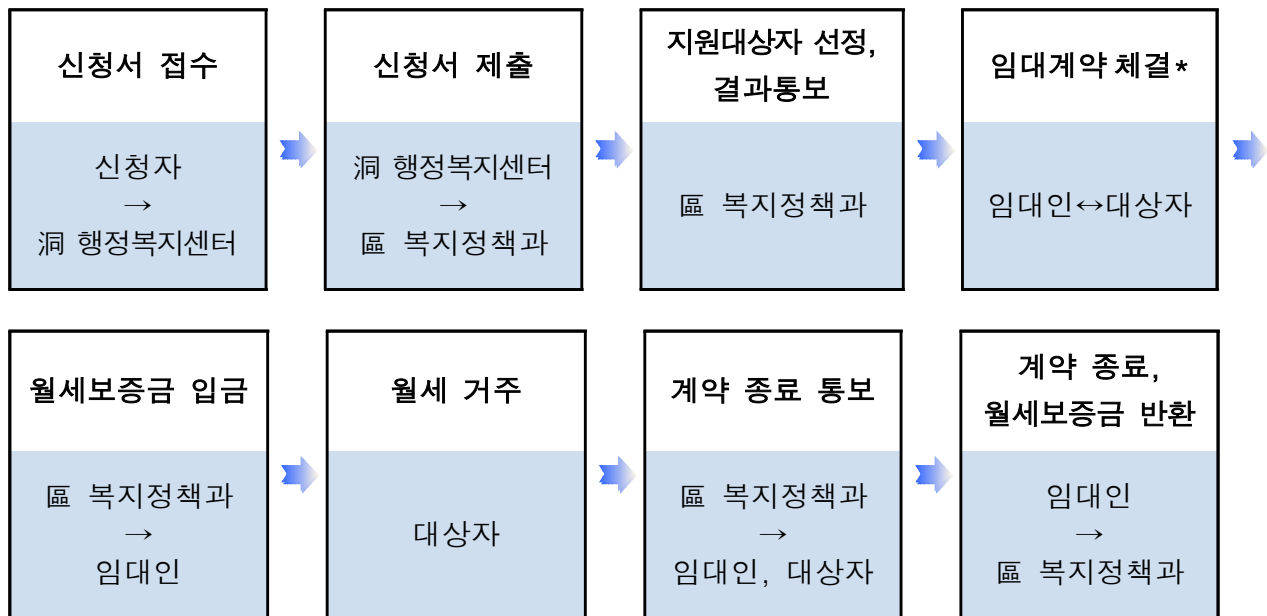 신청서 접수
신청자
→
洞 행정복지센터
신청서 제출
洞 행정복지센터
→
區 복지정책과
지원대상자 선정,
결과통보
區 복지정책과
임대계약 체결*
임대인↔대상자
월세보증금 입금
區 복지정책과
→
임대인
월세 거주
대상자
계약 종료 통보
區 복지정책과
→
임대인, 대상자
계약 종료,
월세보증금 반환
임대인
→
區 복지정책과